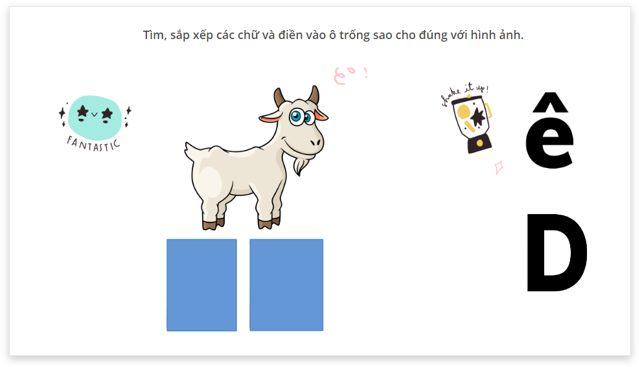 Tìm, sắp xếp các chữ và điền vào ô trống sao cho đúng với hình ảnh.
shake it up!
FANTASTIC
ê
D